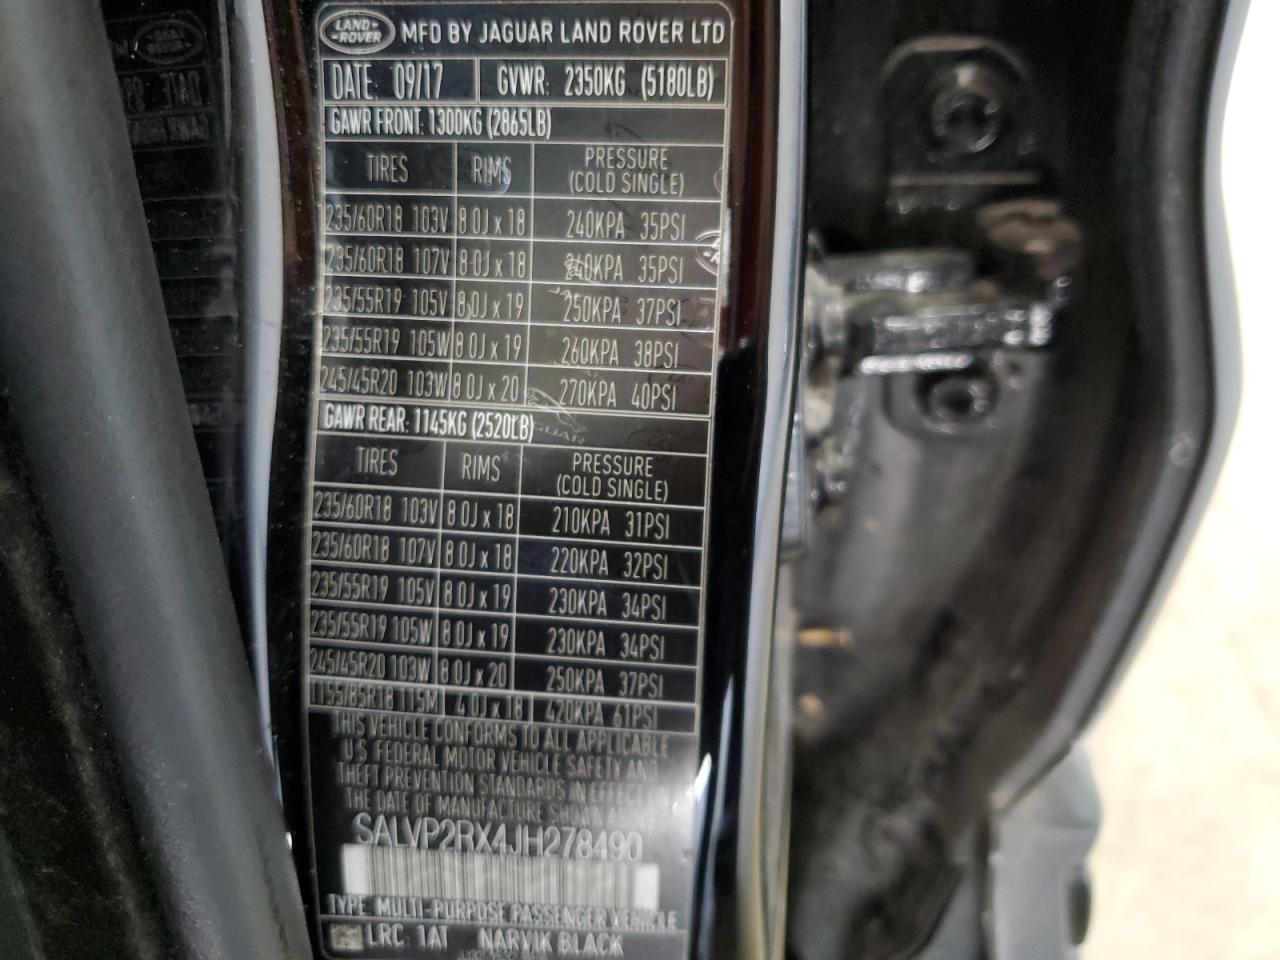 LAND ROVER MFD BY JAGUAR LAND ROVER LTD
DATE: 09/17 GVWR: 2350KG (5180LB)
GAWR FRONT: 1300KG (2865LB)
TIRES RIMS PRESSURE (COLD SINGLE)
235/60R18 103V 8.0J x 18 240KPA 35PSI
235/60R18 107V 8.0J x 18 240KPA 35PSI
235/55R19 105V 8.0J x 19 250KPA 37PSI
235/55R19 105W 8.0J x 19 260KPA 38PSI
245/45R20 103W 8.0J x 20 270KPA 40PSI
GAWR REAR: 1145KG (2520LB)
TIRES RIMS PRESSURE (COLD SINGLE)
235/60R18 103V 8.0J x 18 210KPA 31PSI
235/60R18 107V 8.0J x 18 220KPA 32PSI
235/55R19 105V 8.0J x 19 230KPA 34PSI
235/55R19 105W 8.0J x 19 230KPA 34PSI
245/45R20 103W 8.0J x 20 250KPA 37PSI
T155/85R18 115M 4.0J x 18 420KPA 61PSI
THIS VEHICLE CONFORMS TO ALL APPLICABLE
U.S FEDERAL MOTOR VEHICLE SAFETY AND
THEFT PREVENTION STANDARDS IN EFFECT ON
THE DATE OF MANUFACTURE SHOWN ABOVE
SALVP2RX4JH278490
TYPE: MULTI-PURPOSE PASSENGER VEHICLE
LRC: 1AT NARVIK BLACK